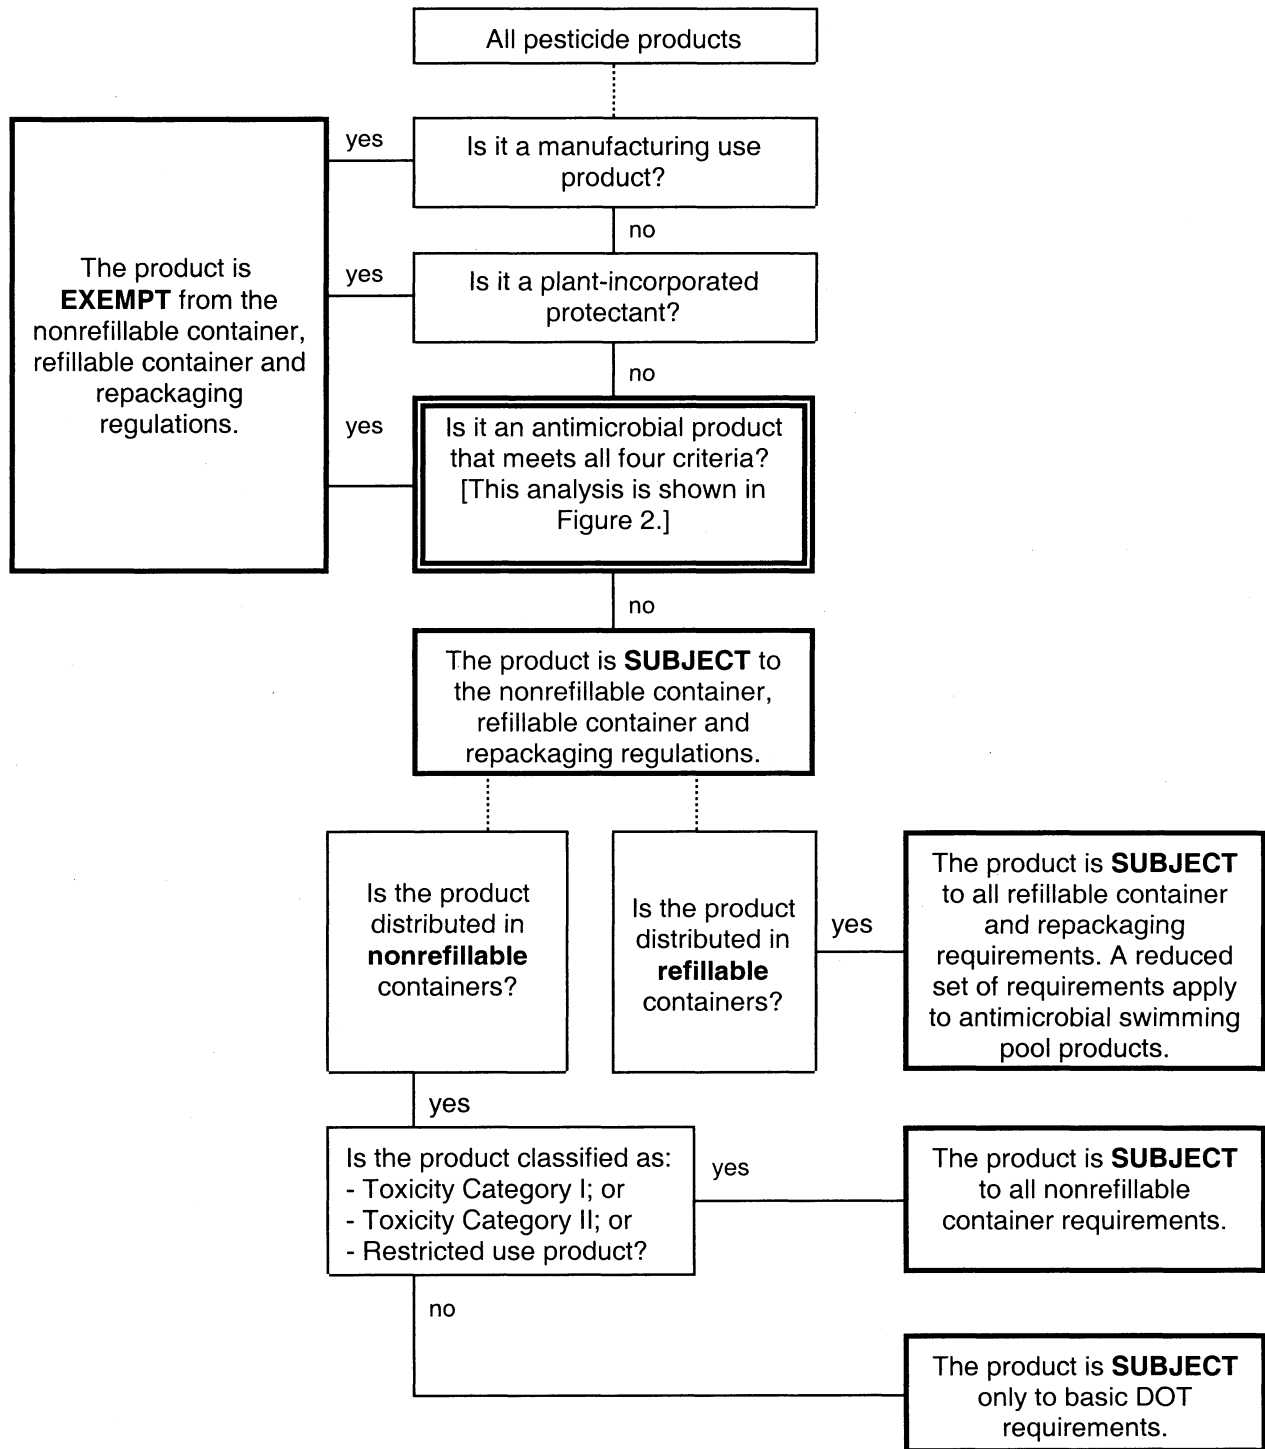 All pesticide products
yes
Is it a manufacturing use
product?
no
The product is
EXEMPT from the
nonrefillable container,
refillable container and
repackaging
regulations.
yes
Is it a plant-incorporated
protectant?
no
yes
Is it an antimicrobial product
that meets all four criteria?
[This analysis is shown in
Figure 2.]
no
The product is SUBJECT to
the nonrefillable container,
refillable container and
repackaging regulations.
Is the product
distributed in
nonrefillable
containers?
Is the product
distributed in
refillable
containers?
yes
The product is SUBJECT
to all refillable container
and repackaging
requirements. A reduced
set of requirements apply
to antimicrobial swimming
pool products.
yes
Is the product classified as:
- Toxicity Category I; or
- Toxicity Category II; or
- Restricted use product?
yes
The product is SUBJECT
to all nonrefillable
container requirements.
no
The product is SUBJECT
only to basic DOT
requirements.